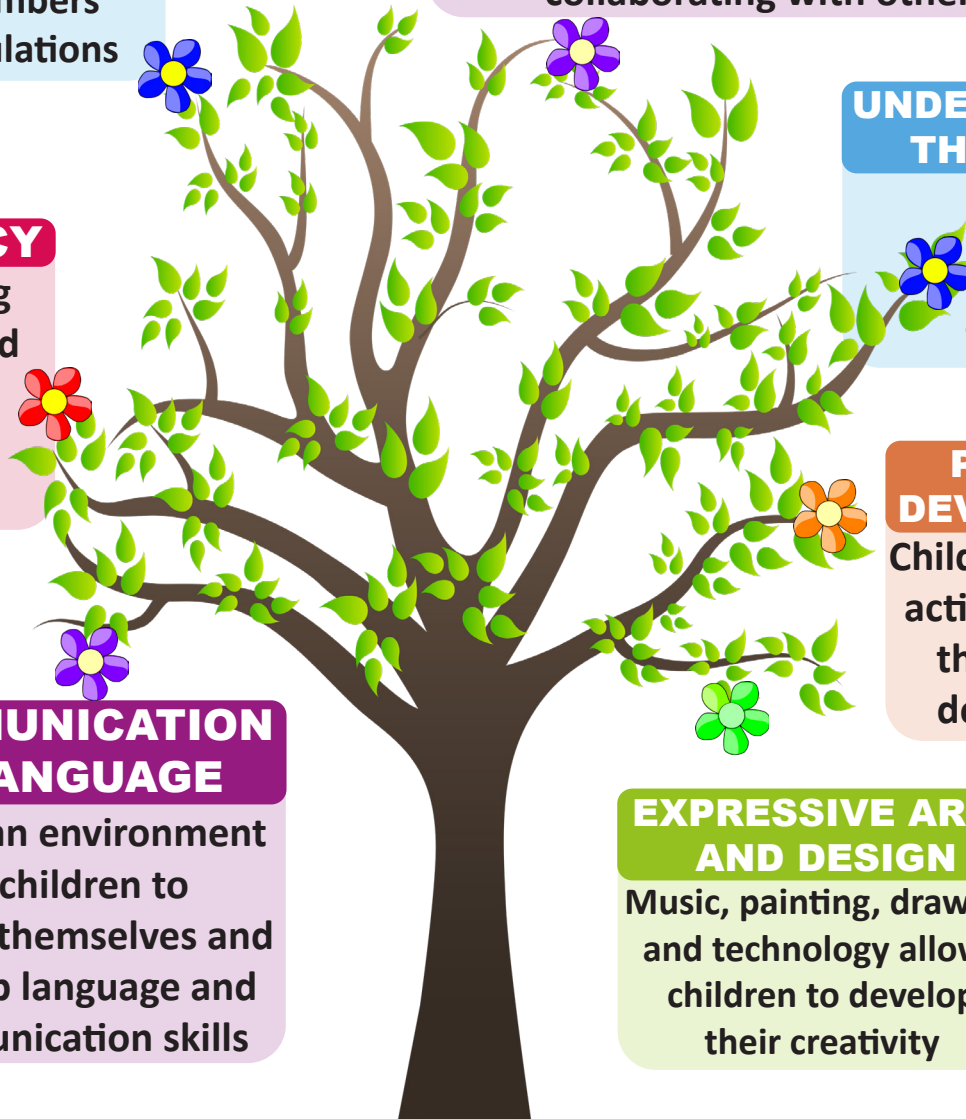 mbers
ulations
collaborating with other
CY
g
d
UNDE
TH
P
DEV
Child
acti
th
de
MUNICATION
ANGUAGE
an environment
children to
themselves and
p language and
unication skills
EXPRESSIVE AR
AND DESIGN
Music, painting, draw
and technology allow
children to develop
their creativity